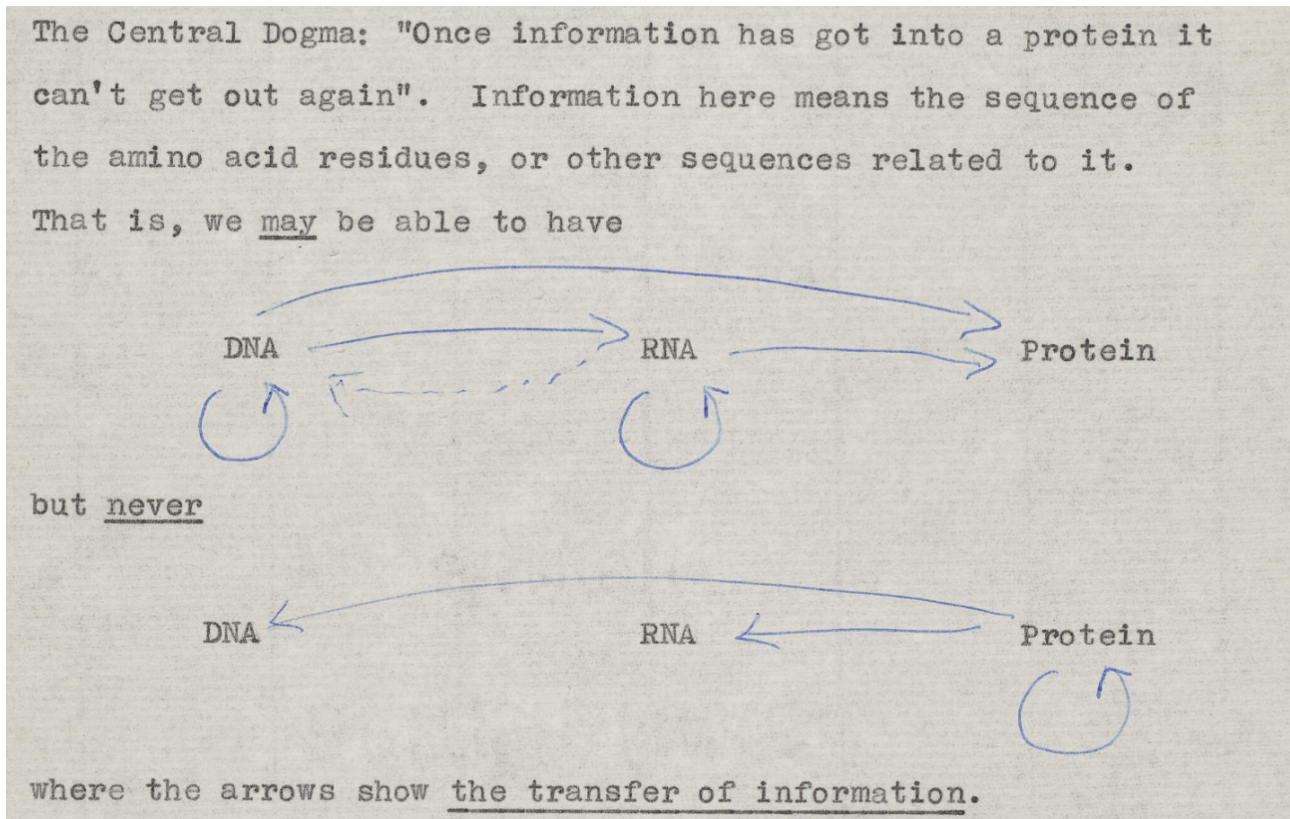 The Central Dogma: "Once information has got into a protein it
can't get out again". Information here means the sequence of
the amino acid residues, or other sequences related to it.
That is, we may be able to have
DNA RNA Protein
but never
DNA RNA Protein
where the arrows show the transfer of information.